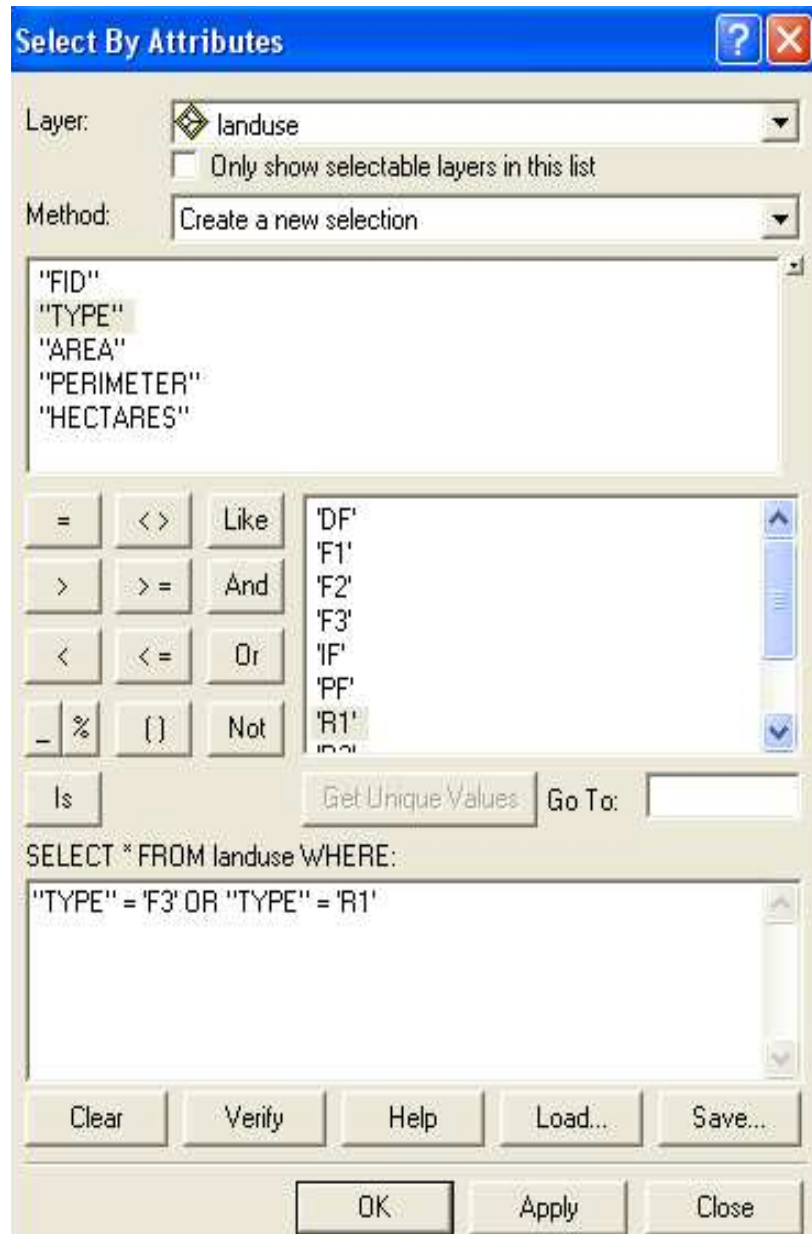 Select By Attributes
?
Layer: landuse
Only show selectable layers in this list
Method: Create a new selection
"FID"
"TYPE"
"AREA"
"PERIMETER"
"HECTARES"
= < > Like
> > = And
< < = Or
_ % () Not
Is
'DF'
'F1'
'F2'
'F3'
'IF'
'PF'
'R1'
Get Unique Values Go To:
SELECT * FROM landuse WHERE:
"TYPE" = 'F3' OR "TYPE" = 'R1'
Clear Verify Help Load... Save...
OK Apply Close